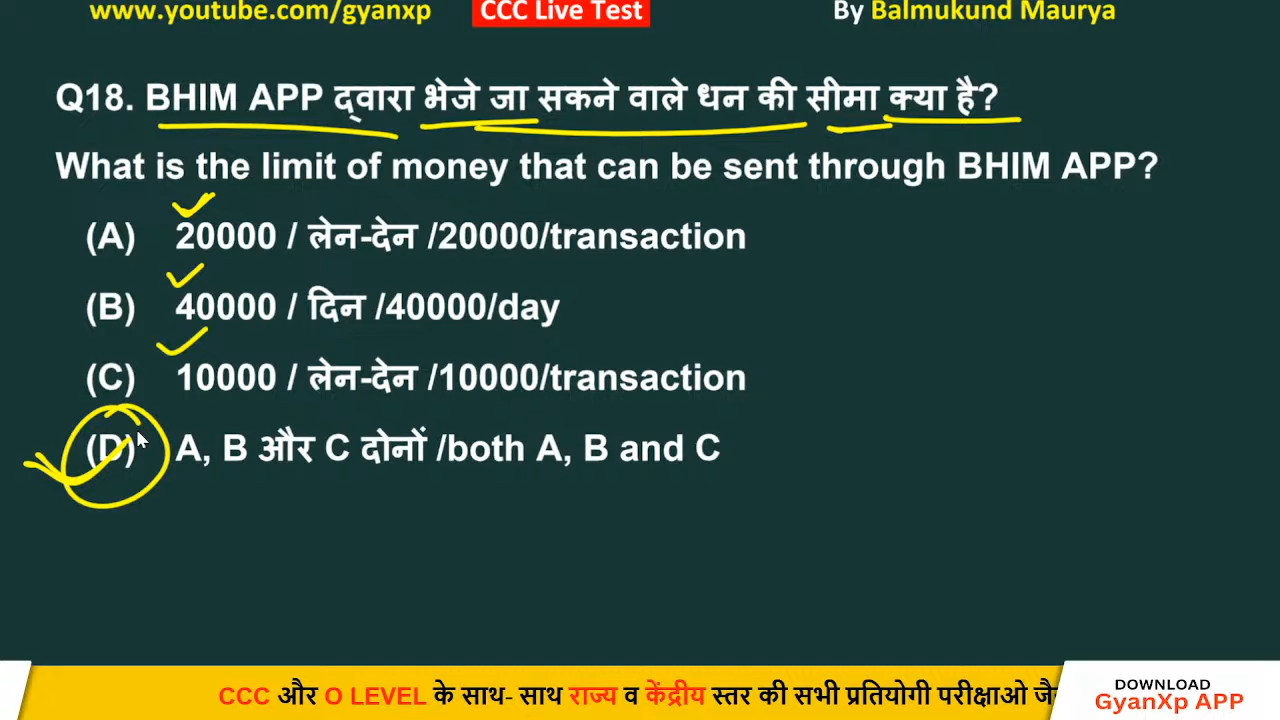 www.youtube.com/gyanxp CCC Live Test By Balmukund Maurya
Q18. BHIM APP द्वारा भेजे जा सकने वाले धन की सीमा क्या है?
What is the limit of money that can be sent through BHIM APP?
(A) 20000 / लेन-देन /20000/transaction
(B) 40000 / दिन /40000/day
(C) 10000 / लेन-देन /10000/transaction
(D) A, B और C दोनों /both A, B and C
CCC और O LEVEL के साथ- साथ राज्य व केंद्रीय स्तर की सभी प्रतियोगी परीक्षाओ जै
DOWNLOAD
GyanXp APP